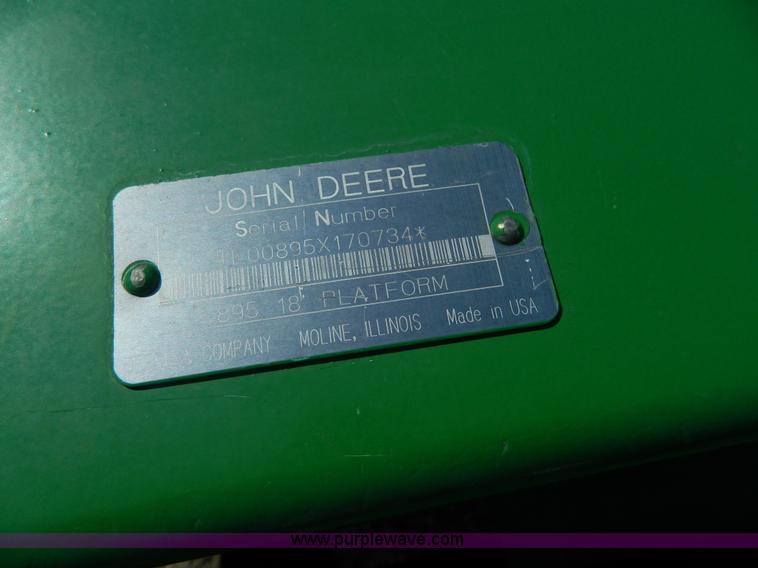 JOHN DEERE
Serial Number
00895X170734*
895 18' PLATFORM
COMPANY MOLINE, ILLINOIS Made in USA
www.purplewave.com